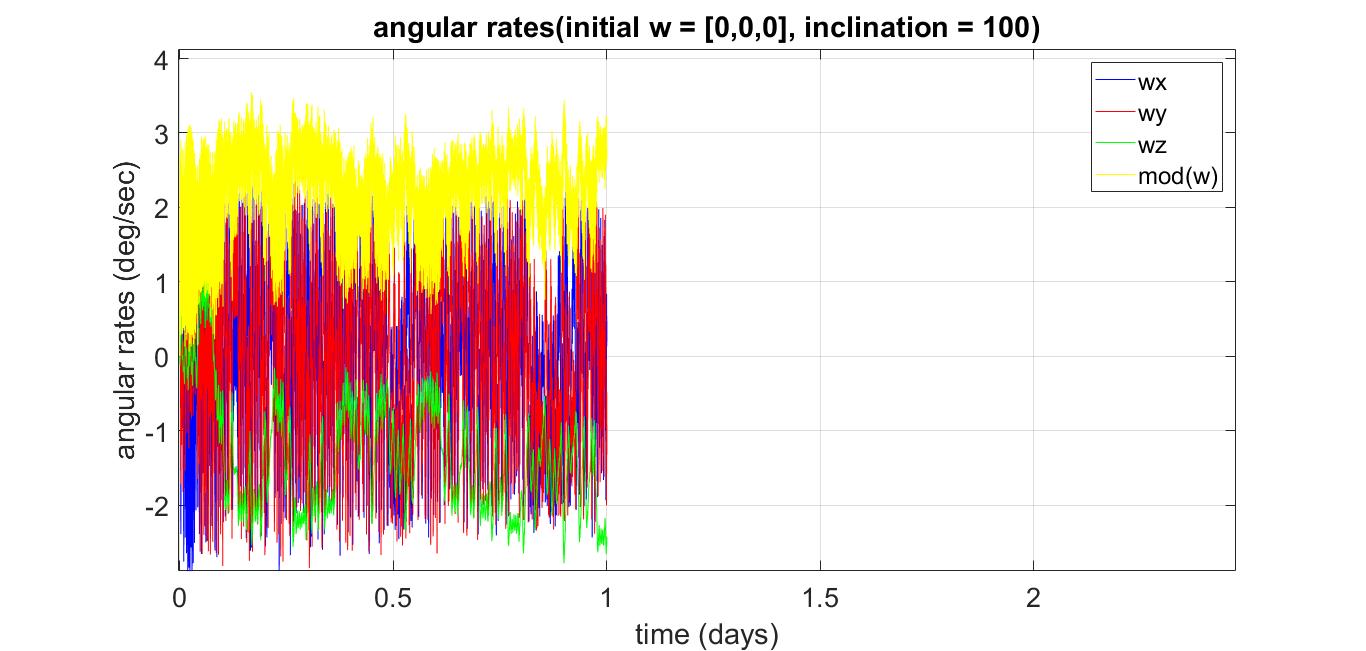 angular rates(initial w = [0,0,0], inclination = 100)
4
3
2
1
0
-1
-2
angular rates (deg/sec)
wx
wy
wz
mod(w)
0 0.5 1 1.5 2
time (days)